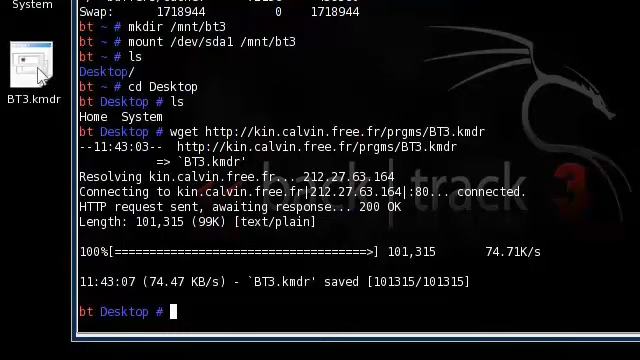 System
BT3.kmdr
Swap: 1718944 0 1718944
bt ~ # mkdir /mnt/bt3
bt ~ # mount /dev/sda1 /mnt/bt3
bt ~ # ls
Desktop/
bt ~ # cd Desktop
bt Desktop # ls
Home System
bt Desktop # wget http://kin.calvin.free.fr/prgms/BT3.kmdr
--11:43:03-- http://kin.calvin.free.fr/prgms/BT3.kmdr
=> `BT3.kmdr'
Resolving kin.calvin.free.fr... 212.27.63.164
Connecting to kin.calvin.free.fr|212.27.63.164|:80... connected.
HTTP request sent, awaiting response... 200 OK
Length: 101,315 (99K) [text/plain]
100%[====================================>] 101,315 74.71K/s
11:43:07 (74.47 KB/s) - `BT3.kmdr' saved [101315/101315]
bt Desktop #
back | track 3